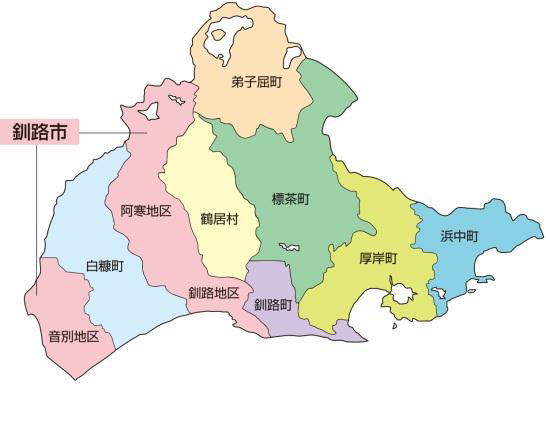 弟子屈町
釧路市
標茶町
阿寒地区
鶴居村
浜中町
厚岸町
白糠町
釧路地区
釧路町
音別地区